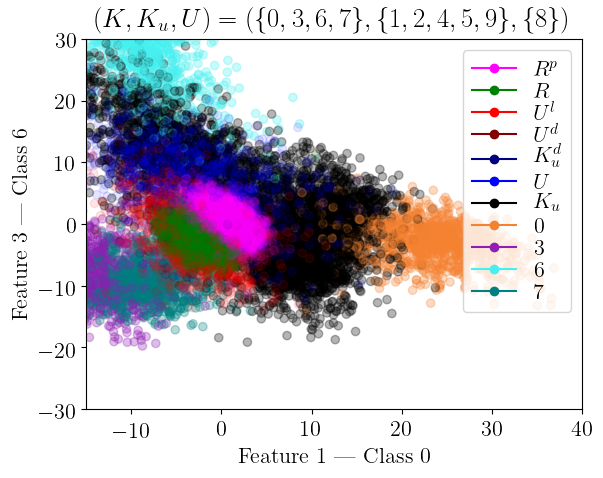 (K, K_u, U) = ({0, 3, 6, 7}, {1, 2, 4, 5, 9}, {8})
30
20
10
0
−10
−20
−30
Feature 3 — Class 6
R^p
R
U^l
U^d
K_u^d
U
K_u
0
3
6
7
−10
0
10
20
30
40
Feature 1 — Class 0